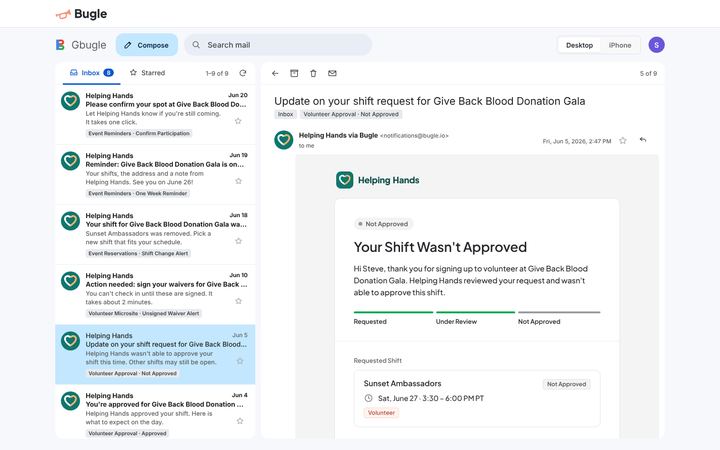 Bugle
Gbugle
Compose
Search mail
Desktop
iPhone
S
Inbox 8
Starred
1–9 of 9
Helping Hands
Jun 20
Please confirm your spot at Give Back Blood Do...
Let Helping Hands know if you're still coming.
It takes one click.
Event Reminders · Confirm Participation
Helping Hands
Jun 19
Reminder: Give Back Blood Donation Gala is on...
Your shifts, the address and a note from
Helping Hands. See you on June 26!
Event Reminders · One Week Reminder
Helping Hands
Jun 18
Your shift for Give Back Blood Donation Gala wa...
Sunset Ambassadors was removed. Pick a
new shift that fits your schedule.
Event Reservations · Shift Change Alert
Helping Hands
Jun 10
Action needed: sign your waivers for Give Back ...
You can't check in until these are signed. It
takes about 2 minutes.
Volunteer Microsite · Unsigned Waiver Alert
Helping Hands
Jun 5
Update on your shift request for Give Back Blood...
Helping Hands wasn't able to approve your
shift this time. Other shifts may still be open.
Volunteer Approval · Not Approved
Helping Hands
Jun 4
You're approved for Give Back Blood Donation ...
Helping Hands approved your shift. Here is
what to expect on the day.
Volunteer Approval · Approved
5 of 9
Update on your shift request for Give Back Blood Donation Gala
Inbox
Volunteer Approval · Not Approved
Helping Hands via Bugle <notifications@bugle.io>
to me
Fri, Jun 5, 2026, 2:47 PM
Helping Hands
Not Approved
Your Shift Wasn't Approved
Hi Steve, thank you for signing up to volunteer at Give Back Blood
Donation Gala. Helping Hands reviewed your request and wasn't
able to approve this shift.
Requested
Under Review
Not Approved
Requested Shift
Sunset Ambassadors
Not Approved
Sat, June 27 · 3:30 – 6:00 PM PT
Volunteer